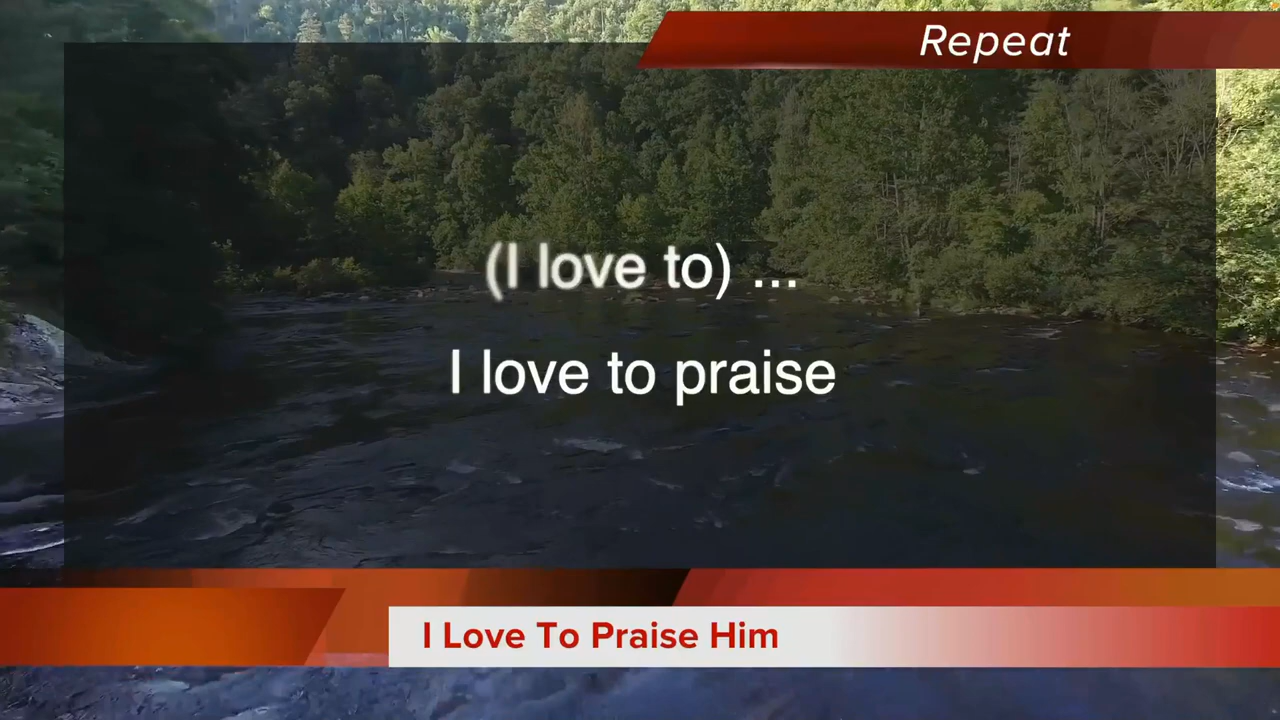 Repeat
(I love to) ...
I love to praise
I Love To Praise Him